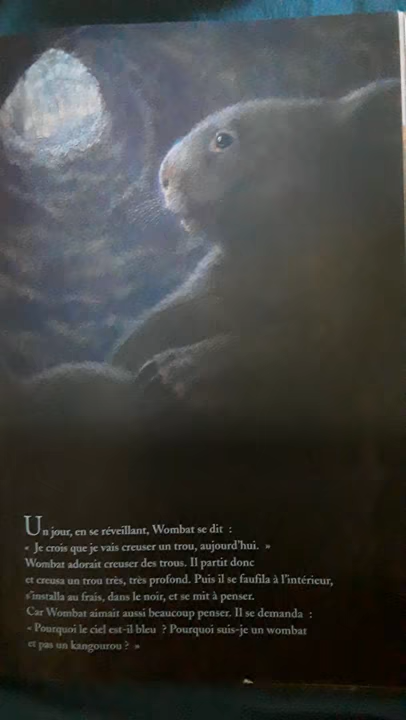 Un jour, en se réveillant, Wombat se dit :
« Je crois que je vais creuser un trou, aujourd'hui. »
Wombat adorait creuser des trous. Il partit donc
et creusa un trou très, très profond. Puis il se faufila à l'intérieur,
s'installa au frais, dans le noir, et se mit à penser.
Car Wombat aimait aussi beaucoup penser. Il se demanda :
« Pourquoi le ciel est-il bleu ? Pourquoi suis-je un wombat
et pas un kangourou ? »